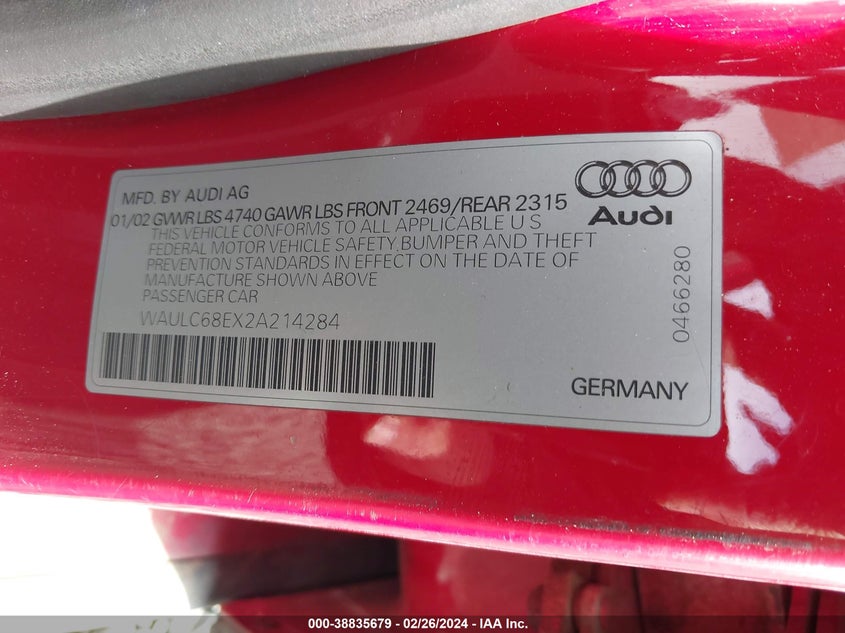 MFD. BY AUDI AG
01/02 GVWR LBS 4740 GAWR LBS FRONT 2469/REAR 2315
THIS VEHICLE CONFORMS TO ALL APPLICABLE U S
FEDERAL MOTOR VEHICLE SAFETY,BUMPER AND THEFT
PREVENTION STANDARDS IN EFFECT ON THE DATE OF
MANUFACTURE SHOWN ABOVE
PASSENGER CAR
WAULC68EX2A214284
Audi
0466280
GERMANY
000-38835679 - 02/26/2024 - IAA Inc.